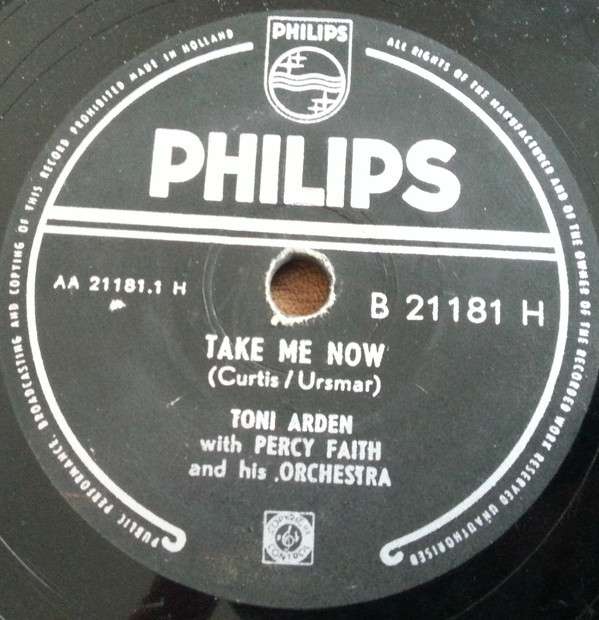 PHILIPS
ALL RIGHTS OF THE MANUFACTURER AND OF THE OWNER OF THE RECORDED WORK RESERVED UNAUTHORISED
PUBLIC PERFORMANCE, BROADCASTING AND COPYING OF THIS RECORD PROHIBITED MADE IN HOLLAND
PHILIPS
AA 21181.1 H
B 21181 H
TAKE ME NOW
(Curtis/Ursmar)
TONI ARDEN
with PERCY FAITH
and his ORCHESTRA
COPYRIGHT
CONTROL